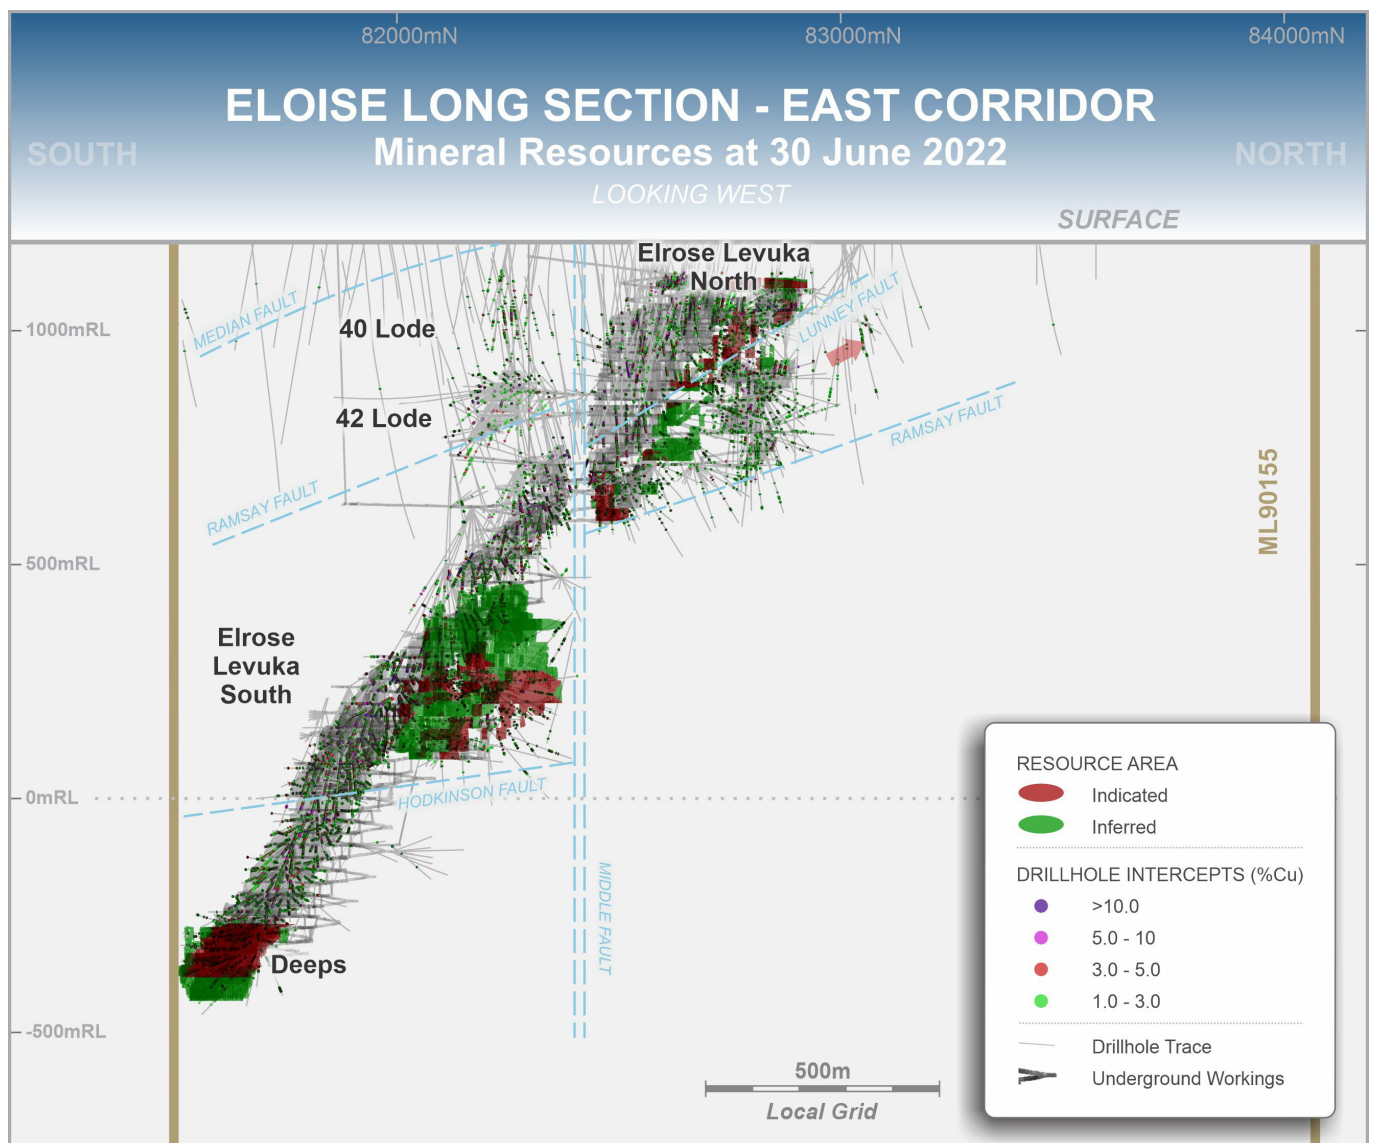 82000mN
83000mN
84000mN
ELOISE LONG SECTION - EAST CORRIDOR
SOUTH
Mineral Resources at 30 June 2022
NORTH
LOOKING WEST
SURFACE
Elrose Levuka
North
MEDIAN FAULT
LUNNEY FAULT
1000mRL
40 Lode
42 Lode
RAMSAY FAULT
RAMSAY FAULT
ML90155
500mRL
Elrose
Levuka
South
0mRL
HODKINSON FAULT
MIDDLE FAULT
Deeps
-500mRL
500m
Local Grid
RESOURCE AREA
Indicated
Inferred
DRILLHOLE INTERCEPTS (%Cu)
>10.0
5.0 - 10
3.0 - 5.0
1.0 - 3.0
Drillhole Trace
Underground Workings